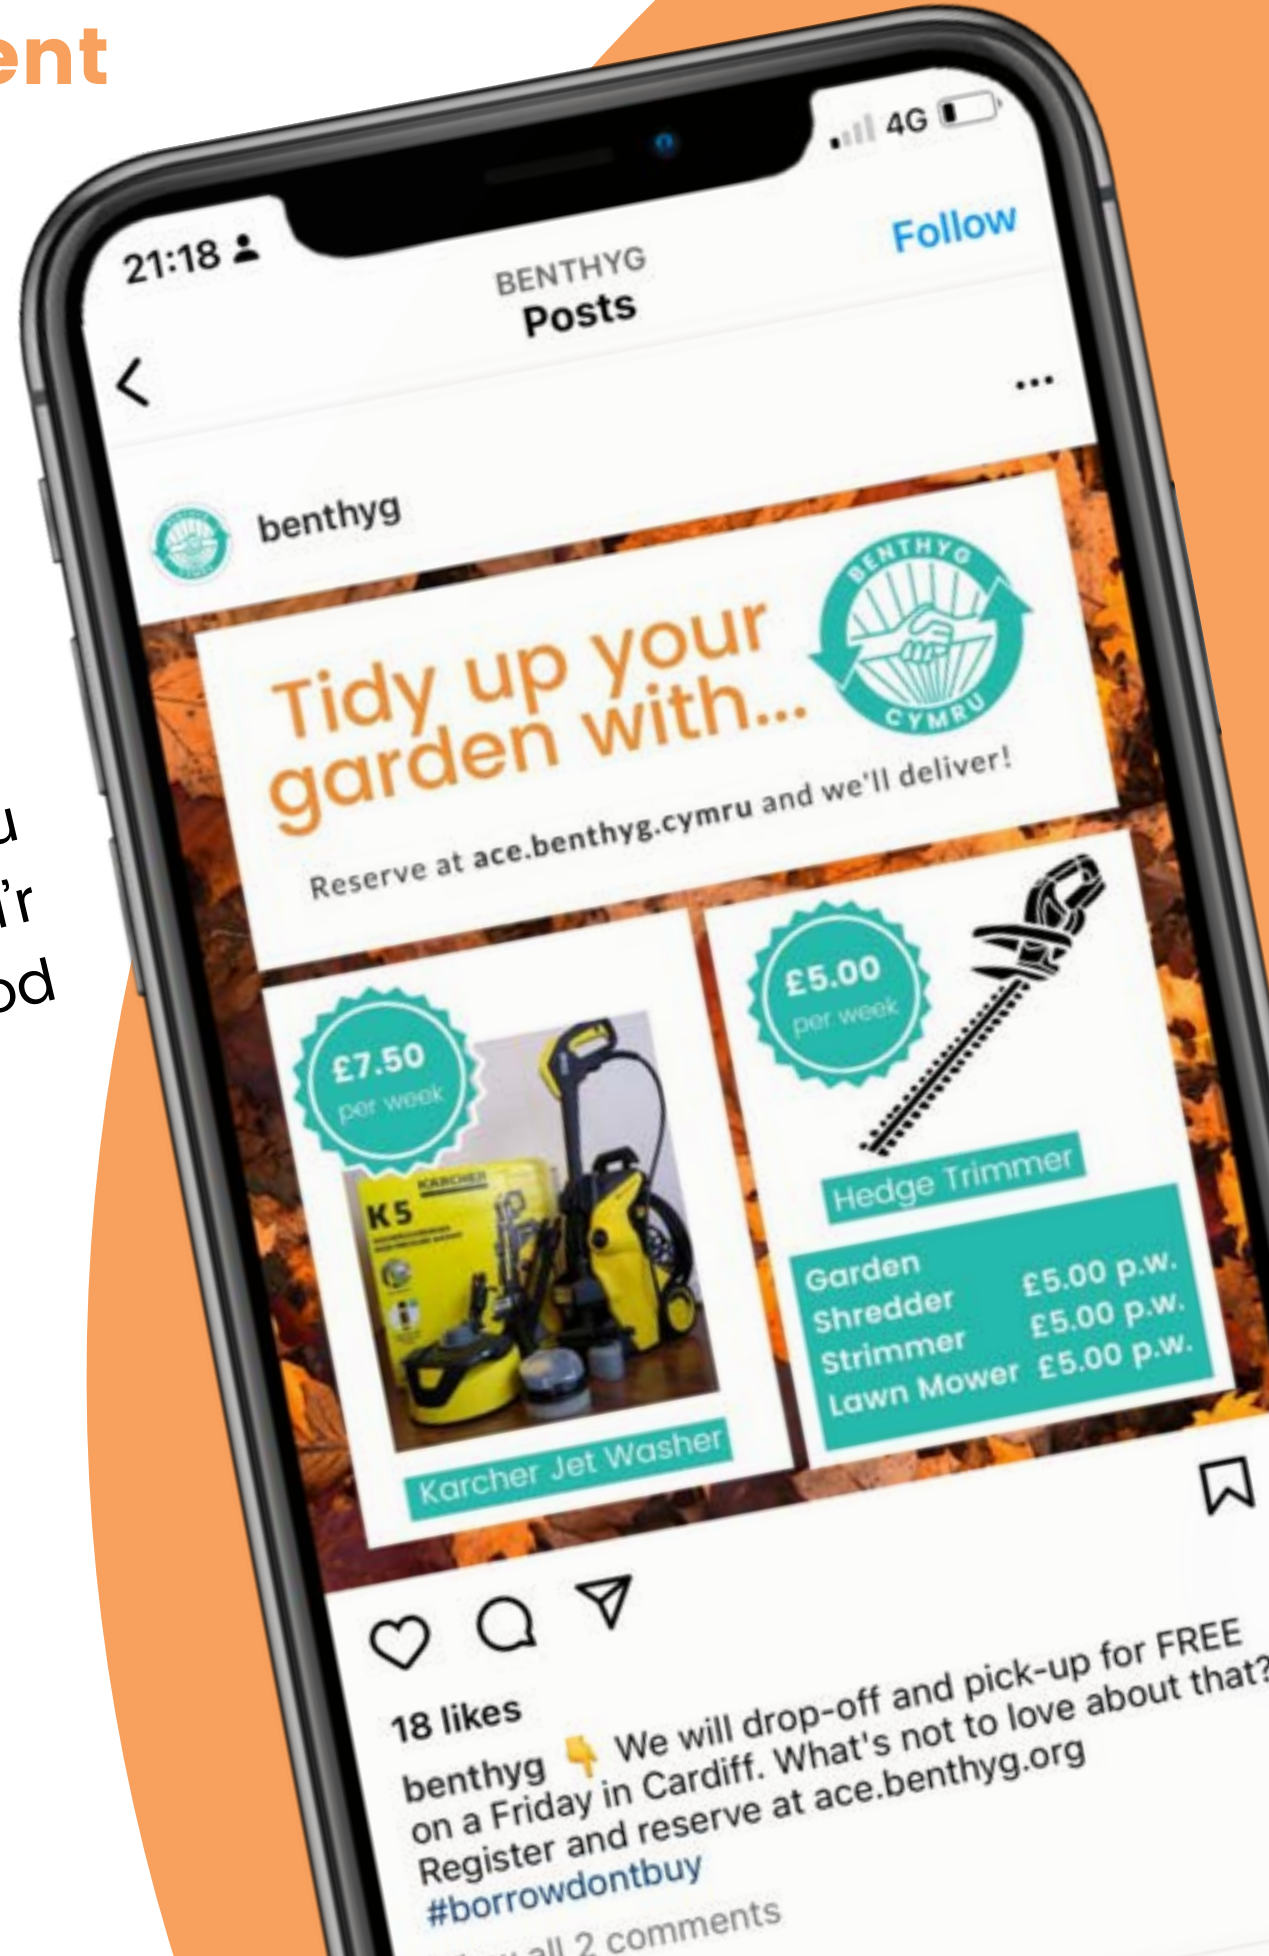 ent
u
'r
od
21:18
4G
BENTHYG
Posts
Follow
benthyg
BENTHYG
CYMRU
Tidy up your
garden with...
Reserve at ace.benthyg.cymru and we'll deliver!
£7.50
per week
KARCHER
K 5
Karcher Jet Washer
£5.00
per week
Hedge Trimmer
Garden
Shredder £5.00 p.w.
Strimmer £5.00 p.w.
Lawn Mower £5.00 p.w.
18 likes
benthyg 👇 We will drop-off and pick-up for FREE
on a Friday in Cardiff. What's not to love about that?
Register and reserve at ace.benthyg.org
#borrowdontbuy
all 2 comments